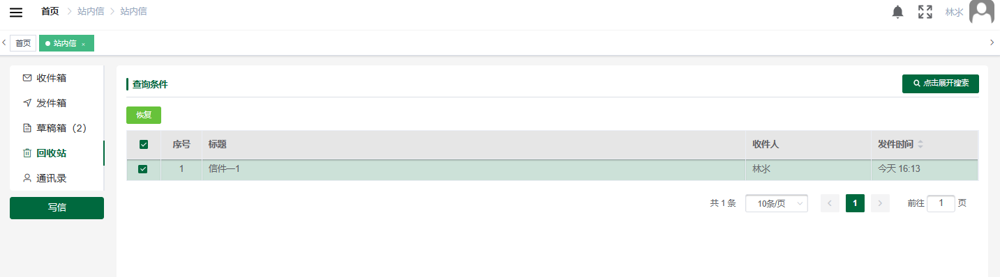 首页 站内信 站内信 林氺
首页 站内信 ×
收件箱
发件箱
草稿箱（2）
回收站
通讯录
写信
查询条件 点击展开搜索
恢复
序号 标题 收件人 发件时间
1 信件—1 林氺 今天 16:13
共 1 条 10条/页 1 前往 1 页